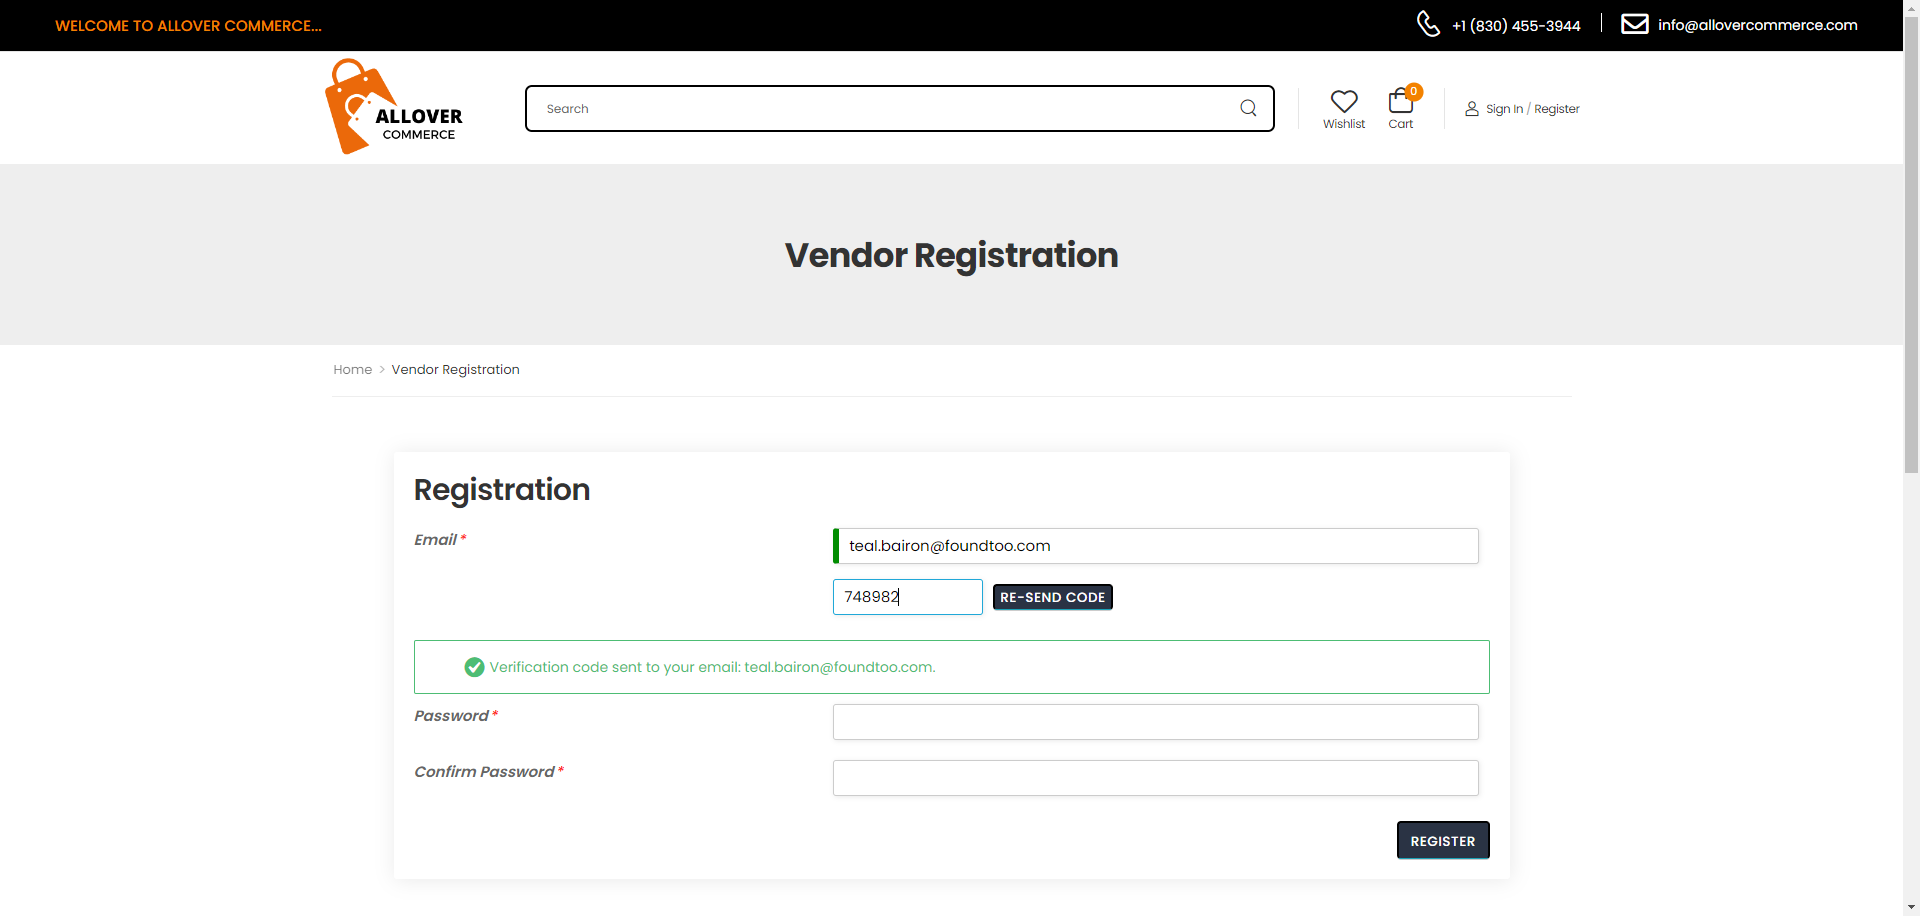 WELCOME TO ALLOVER COMMERCE...
+1 (830) 455-3944
info@allovercommerce.com
ALLOVER
COMMERCE
Search
Wishlist
0
Cart
Sign In / Register
Vendor Registration
Home > Vendor Registration
Registration
Email *
teal.bairon@foundtoo.com
748982
RE-SEND CODE
Verification code sent to your email: teal.bairon@foundtoo.com.
Password *
Confirm Password *
REGISTER